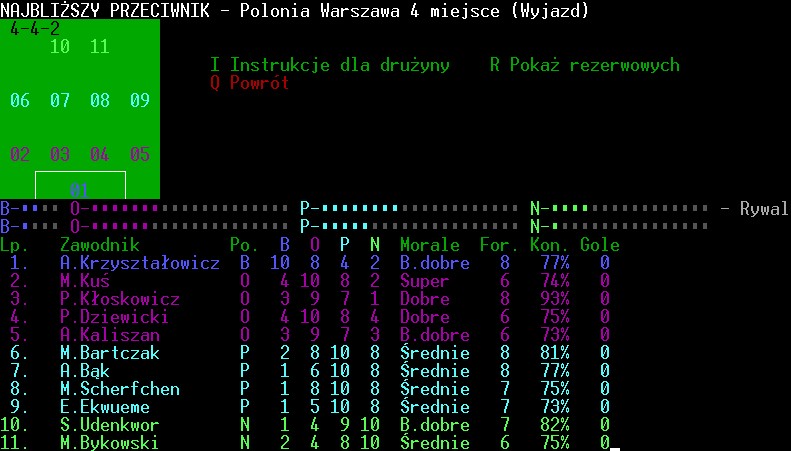 NAJBLIŻSZY PRZECIWNIK - Polonia Warszawa 4 miejsce (Wyjazd)
4-4-2
10 11
I Instrukcje dla drużyny R Pokaż rezerwowych
Q Powrót
06 07 08 09
02 03 04 05
01
B- O- P- N- - Rywal
B- O- P- N-
Lp. Zawodnik Po. B O P N Morale For. Kon. Gole
1. A.Krzyształowicz B 10 8 4 2 B.dobre 8 77% 0
2. M.Kus O 4 10 8 2 Super 6 74% 0
3. P.Kłoskowicz O 3 9 7 1 Dobre 8 93% 0
4. P.Dziewicki O 4 10 8 4 Dobre 6 75% 0
5. A.Kaliszan O 3 9 7 3 B.dobre 6 73% 0
6. M.Bartczak P 2 8 10 8 Średnie 8 81% 0
7. A.Bąk P 1 6 10 8 Średnie 8 77% 0
8. M.Scherfchen P 1 8 10 8 Średnie 7 75% 0
9. E.Ekwueme P 1 5 10 8 Średnie 7 73% 0
10. S.Udenkwor N 1 4 9 10 B.dobre 7 82% 0
11. M.Bykowski N 2 4 8 10 Średnie 6 75% 0